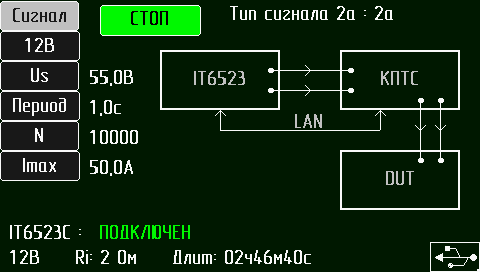 Сигнал СТОП Тип сигнала 2а : 2а
12В
Us 55,0В
Период 1,0с
N 10000
Imax 50,0А
IT6523 КПТС
LAN
DUT
IT6523C : ПОДКЛЮЧЕН
12В Ri: 2 Ом Длит: 02ч46м40с